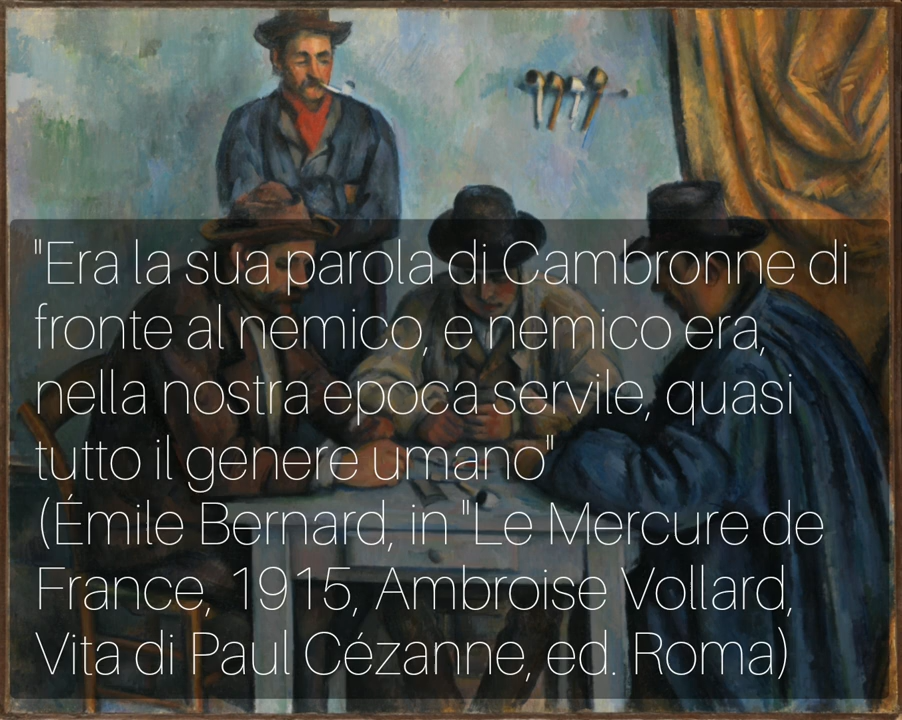 "Era la sua parola di Cambronne di
fronte al nemico, e nemico era,
nella nostra epoca servile, quasi
tutto il genere umano"
(Émile Bernard, in "Le Mercure de
France, 1915, Ambroise Vollard,
Vita di Paul Cézanne, ed. Roma)